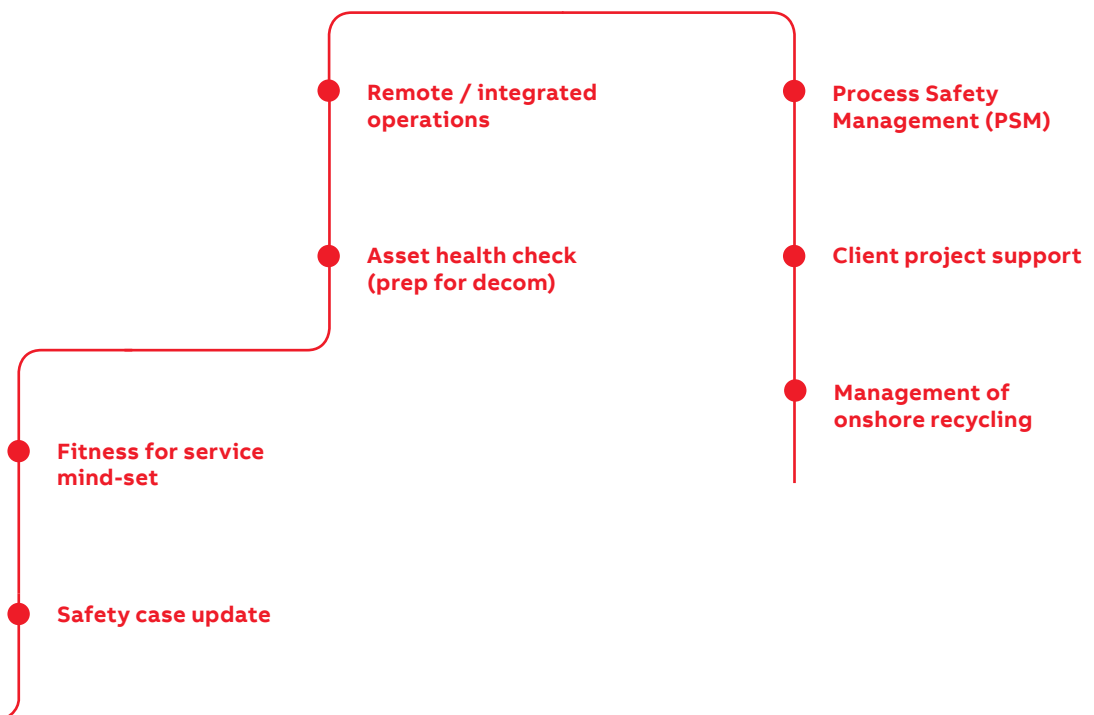 Remote / integrated
operations
Asset health check
(prep for decom)
Fitness for service
mind-set
Safety case update
Process Safety
Management (PSM)
Client project support
Management of
onshore recycling